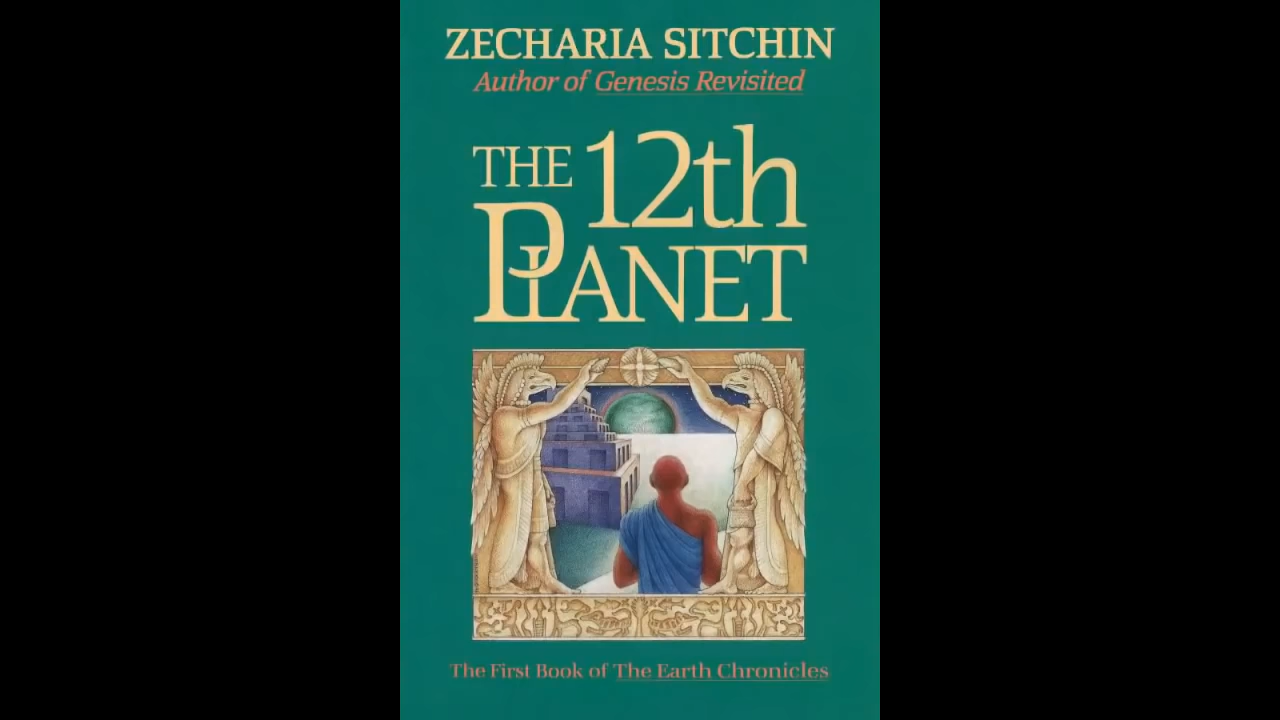 ZECHARIA SITCHIN
Author of Genesis Revisited
THE 12th
PLANET
The First Book of The Earth Chronicles